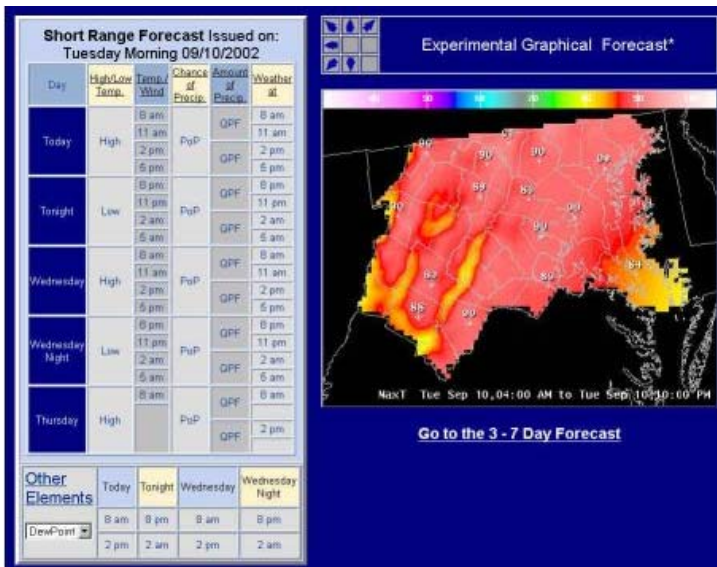 Short Range Forecast Issued on:
Tuesday Morning 09/10/2002
Day High/Low Temp. Temp./ Wind Chance of Precip. Amount of Precip. Weather at
Today High PoP
8 am QPF 8 am
11 am 11 am
2 pm QPF 2 pm
5 pm 5 pm
Tonight Low PoP
8 pm QPF 8 pm
11 pm 11 pm
2 am QPF 2 am
5 am 5 am
Wednesday High PoP
8 am QPF 8 am
11 am 11 am
2 pm QPF 2 pm
5 pm 5 pm
Wednesday Night Low PoP
8 pm QPF 8 pm
11 pm 11 pm
2 am QPF 2 am
5 am 5 am
Thursday High PoP
8 am QPF 8 am
QPF 2 pm
Other Elements Today Tonight Wednesday Wednesday Night
DewPoint
8 am 8 pm 8 am 8 pm
2 pm 2 am 2 pm 2 am
Experimental Graphical Forecast*
90 90 90
90 90
88 90
MaxT Tue Sep 10,04:00 AM to Tue Sep 10,10:00 PM
Go to the 3 - 7 Day Forecast